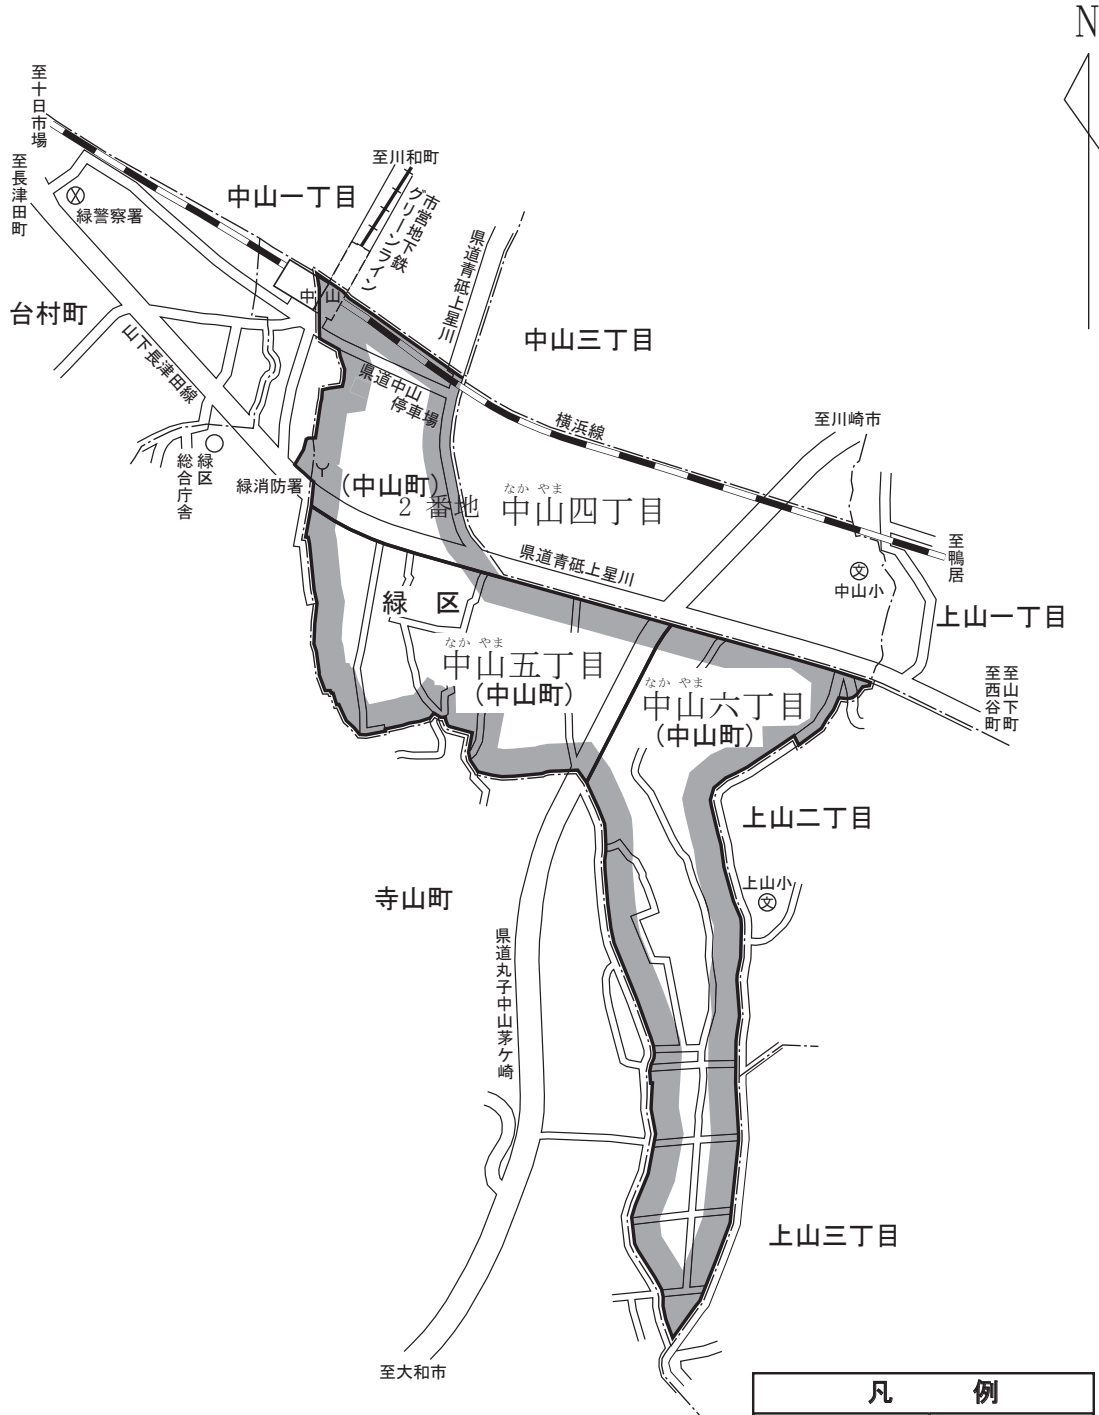 N
至十日市場
至長津田町
至川和町
中山一丁目
緑警察署
市営地下鉄
グリーンライン
県道青砥上星川
中山
台村町
山下長津田線
中山三丁目
県道中山
停車場
横浜線
至川崎市
緑区
総合庁舎
緑消防署
(中山町)
2 番地
なか やま
中山四丁目
県道青砥上星川
至鴨居
中山小
文
上山一丁目
緑 区
なか やま
中山五丁目
(中山町)
なか やま
中山六丁目
(中山町)
至山下町
至西谷町
上山二丁目
上山小
文
寺山町
県道丸子中山茅ケ崎
上山三丁目
至大和市
凡 例